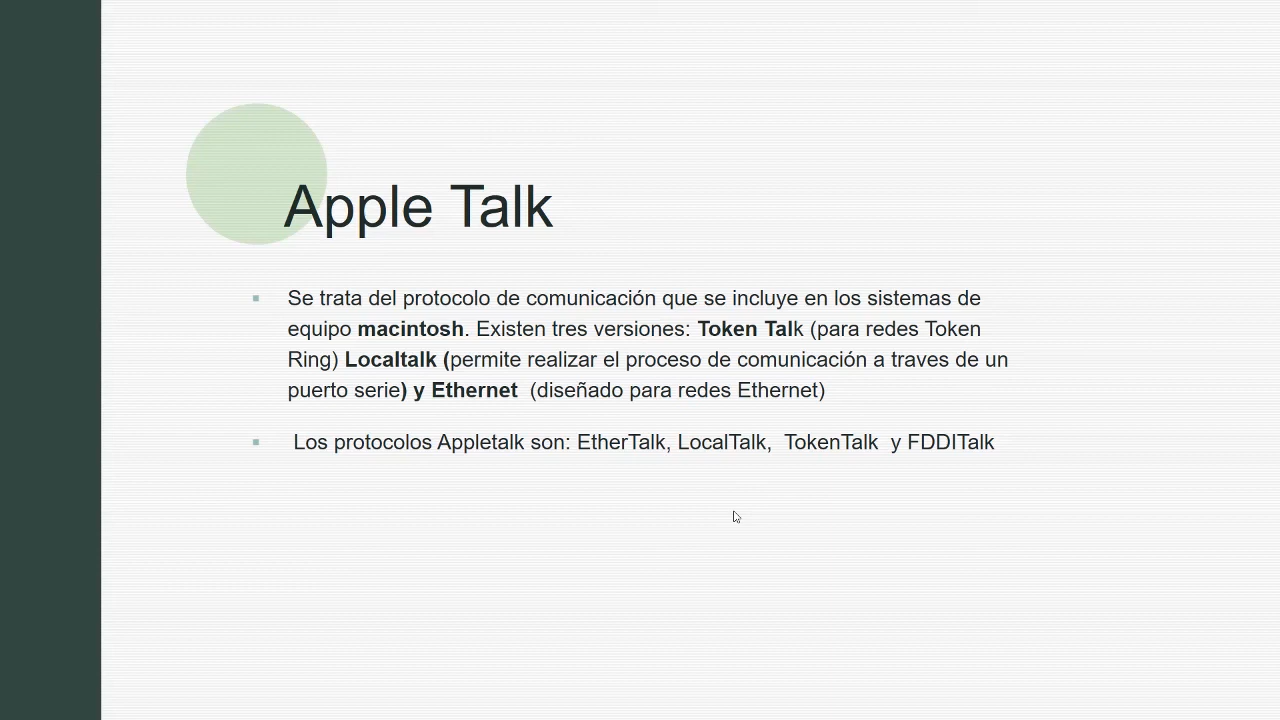 Apple Talk
▪ Se trata del protocolo de comunicación que se incluye en los sistemas de
equipo macintosh. Existen tres versiones: Token Talk (para redes Token
Ring) Localtalk (permite realizar el proceso de comunicación a traves de un
puerto serie) y Ethernet (diseñado para redes Ethernet)
▪ Los protocolos Appletalk son: EtherTalk, LocalTalk, TokenTalk y FDDITalk